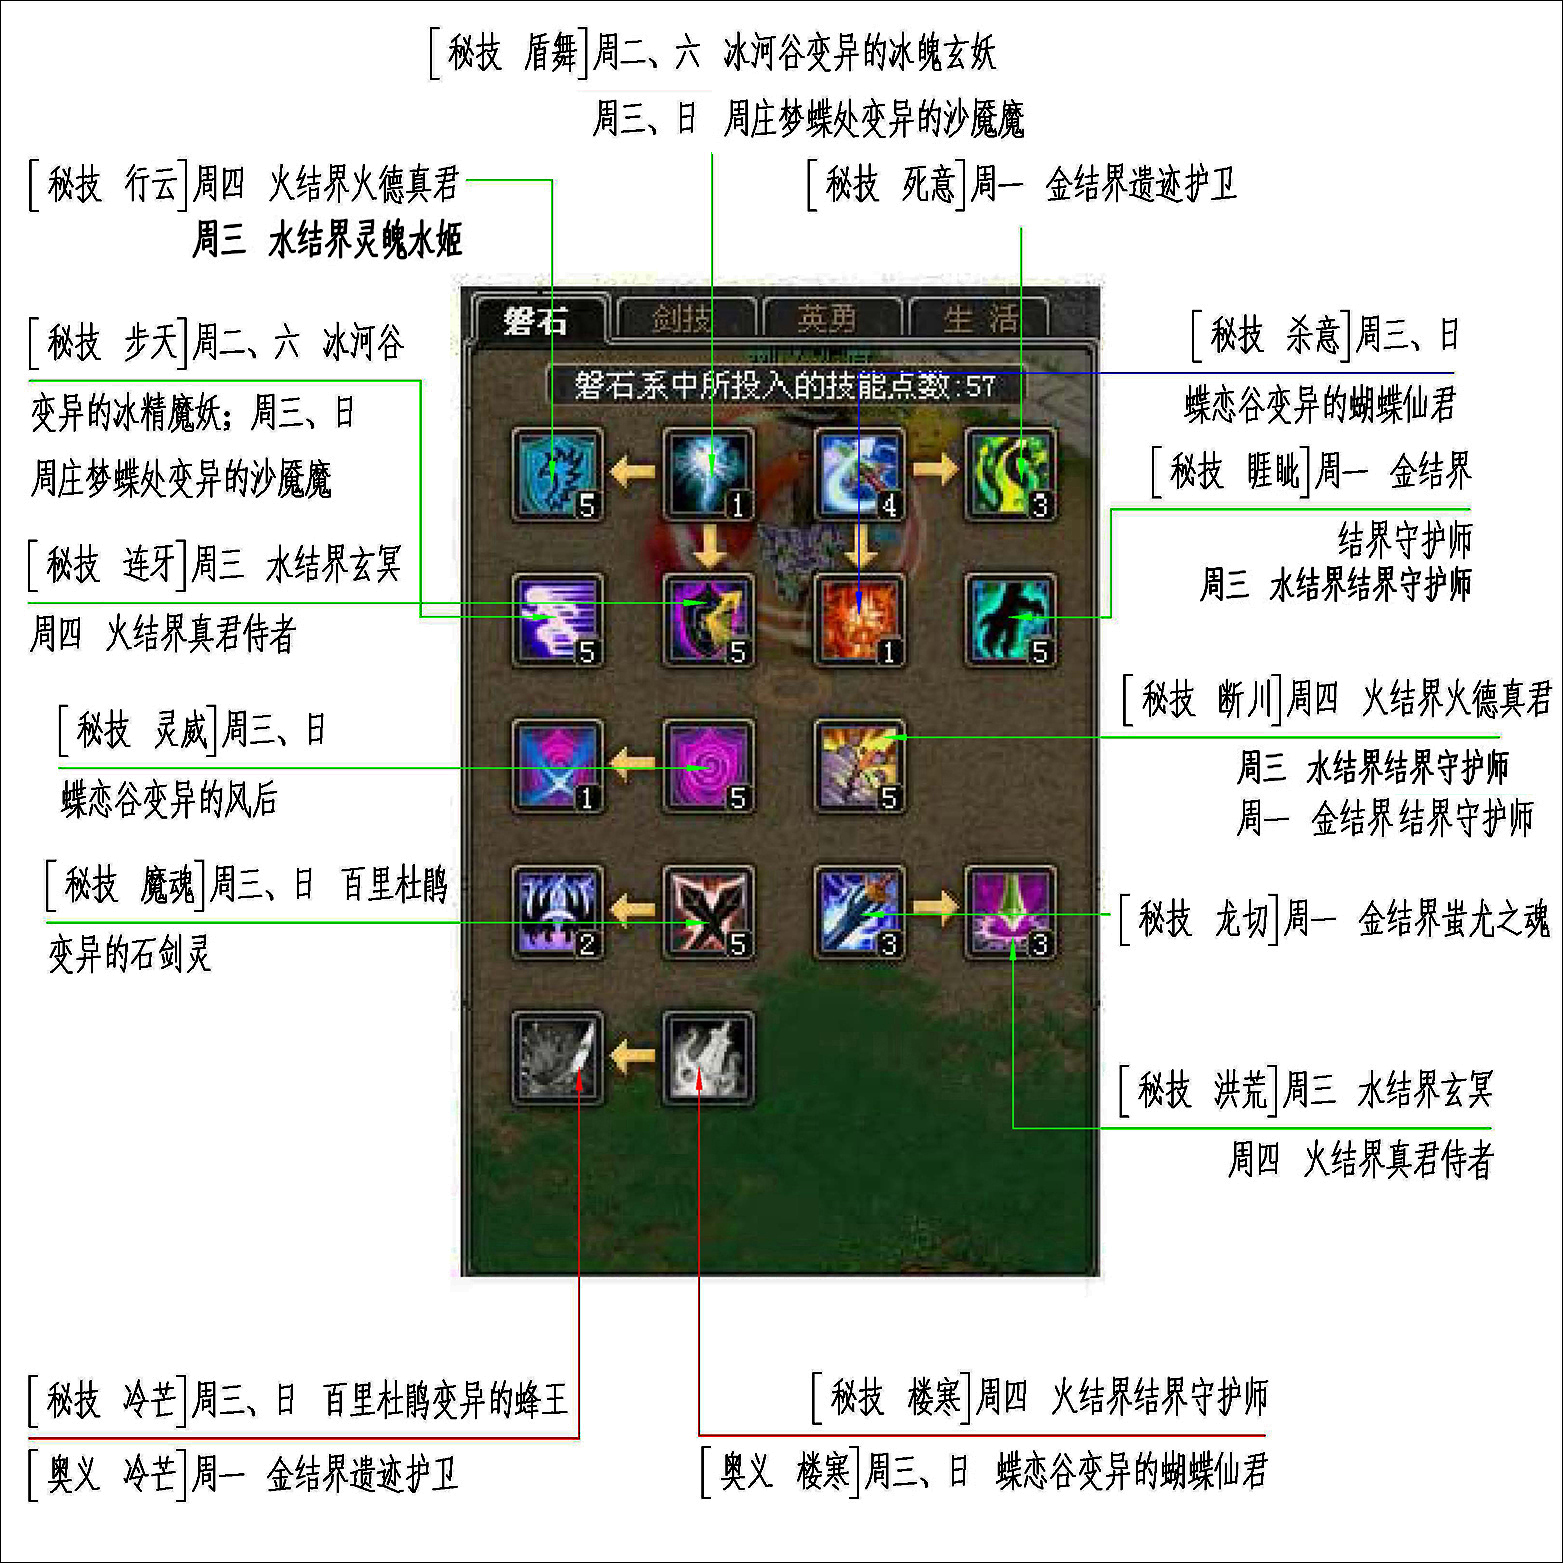 [秘技 盾舞]周二、六 冰河谷变异的冰魄玄妖
周三、日 周庄梦蝶处变异的沙魇魔
[秘技 行云]周四 火结界火德真君
周三 水结界灵魄水姬
[秘技 死意]周一 金结界遗迹护卫
磐石 剑技 英勇 生活
磐石系中所投入的技能点数:57
[秘技 步天]周二、六 冰河谷
变异的冰精魔妖；周三、日
周庄梦蝶处变异的沙魇魔
[秘技 杀意]周三、日
蝶恋谷变异的蝴蝶仙君
[秘技 睚眦]周一 金结界
结界守护师
周三 水结界结界守护师
5 1 4 3
[秘技 连牙]周三 水结界玄冥
周四 火结界真君侍者
5 5 1 5
[秘技 灵威]周三、日
蝶恋谷变异的风后
[秘技 断川]周四 火结界火德真君
周三 水结界结界守护师
周一 金结界结界守护师
1 5 5
[秘技 魔魂]周三、日 百里杜鹃
变异的石剑灵
[秘技 龙切]周一 金结界蚩尤之魂
2 5 3 3
[秘技 洪荒]周三 水结界玄冥
周四 火结界真君侍者
[秘技 冷芒]周三、日 百里杜鹃变异的蜂王
[奥义 冷芒]周一 金结界遗迹护卫
[秘技 楼寒]周四 火结界结界守护师
[奥义 楼寒]周三、日 蝶恋谷变异的蝴蝶仙君